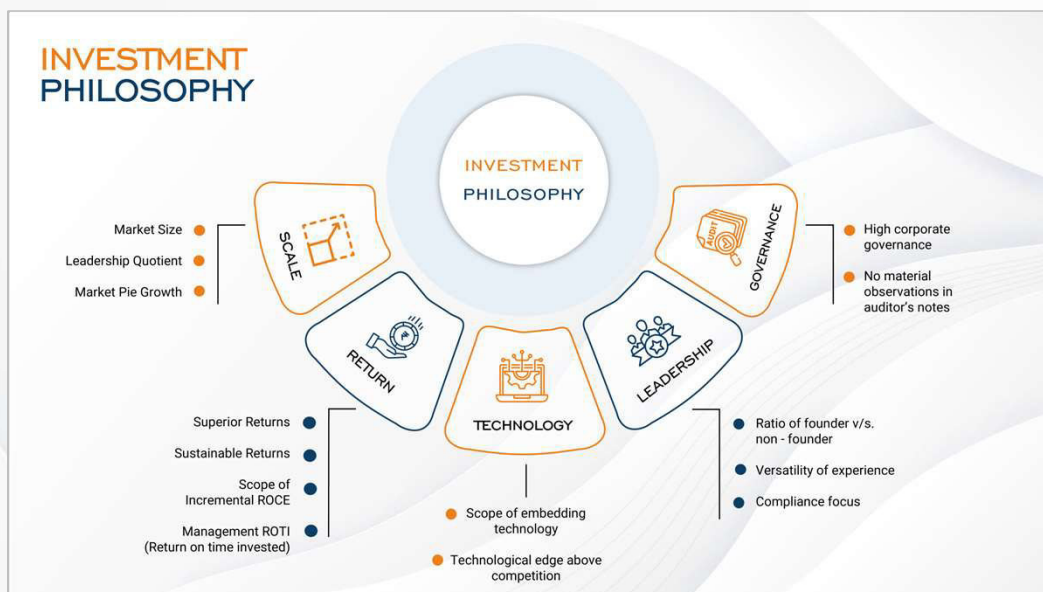 INVESTMENT
PHILOSOPHY
INVESTMENT
PHILOSOPHY
SCALE
Market Size
Leadership Quotient
Market Pie Growth
RETURN
Superior Returns
Sustainable Returns
Scope of
Incremental ROCE
Management ROTI
(Return on time invested)
TECHNOLOGY
Scope of embedding
technology
Technological edge above
competition
LEADERSHIP
Ratio of founder v/s.
non - founder
Versatility of experience
Compliance focus
AUDIT
GOVERNANCE
High corporate
governance
No material
observations in
auditor's notes